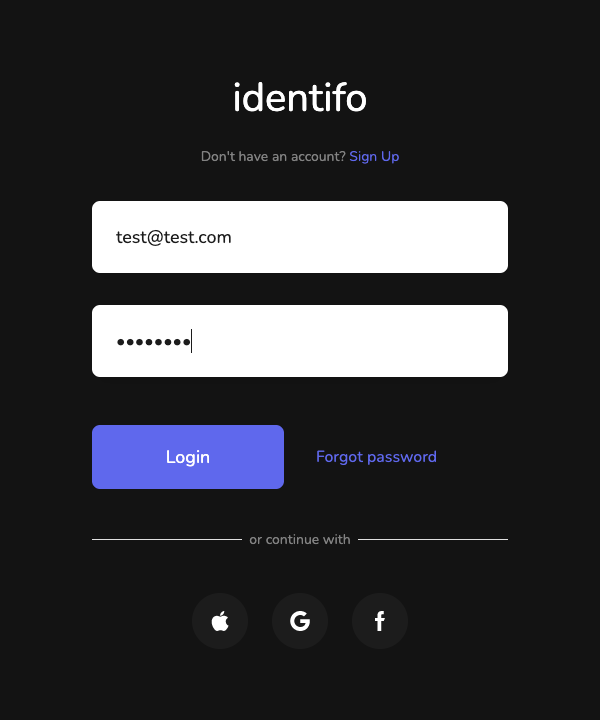 identifo
Don't have an account? Sign Up
test@test.com
••••••••
Login
Forgot password
or continue with